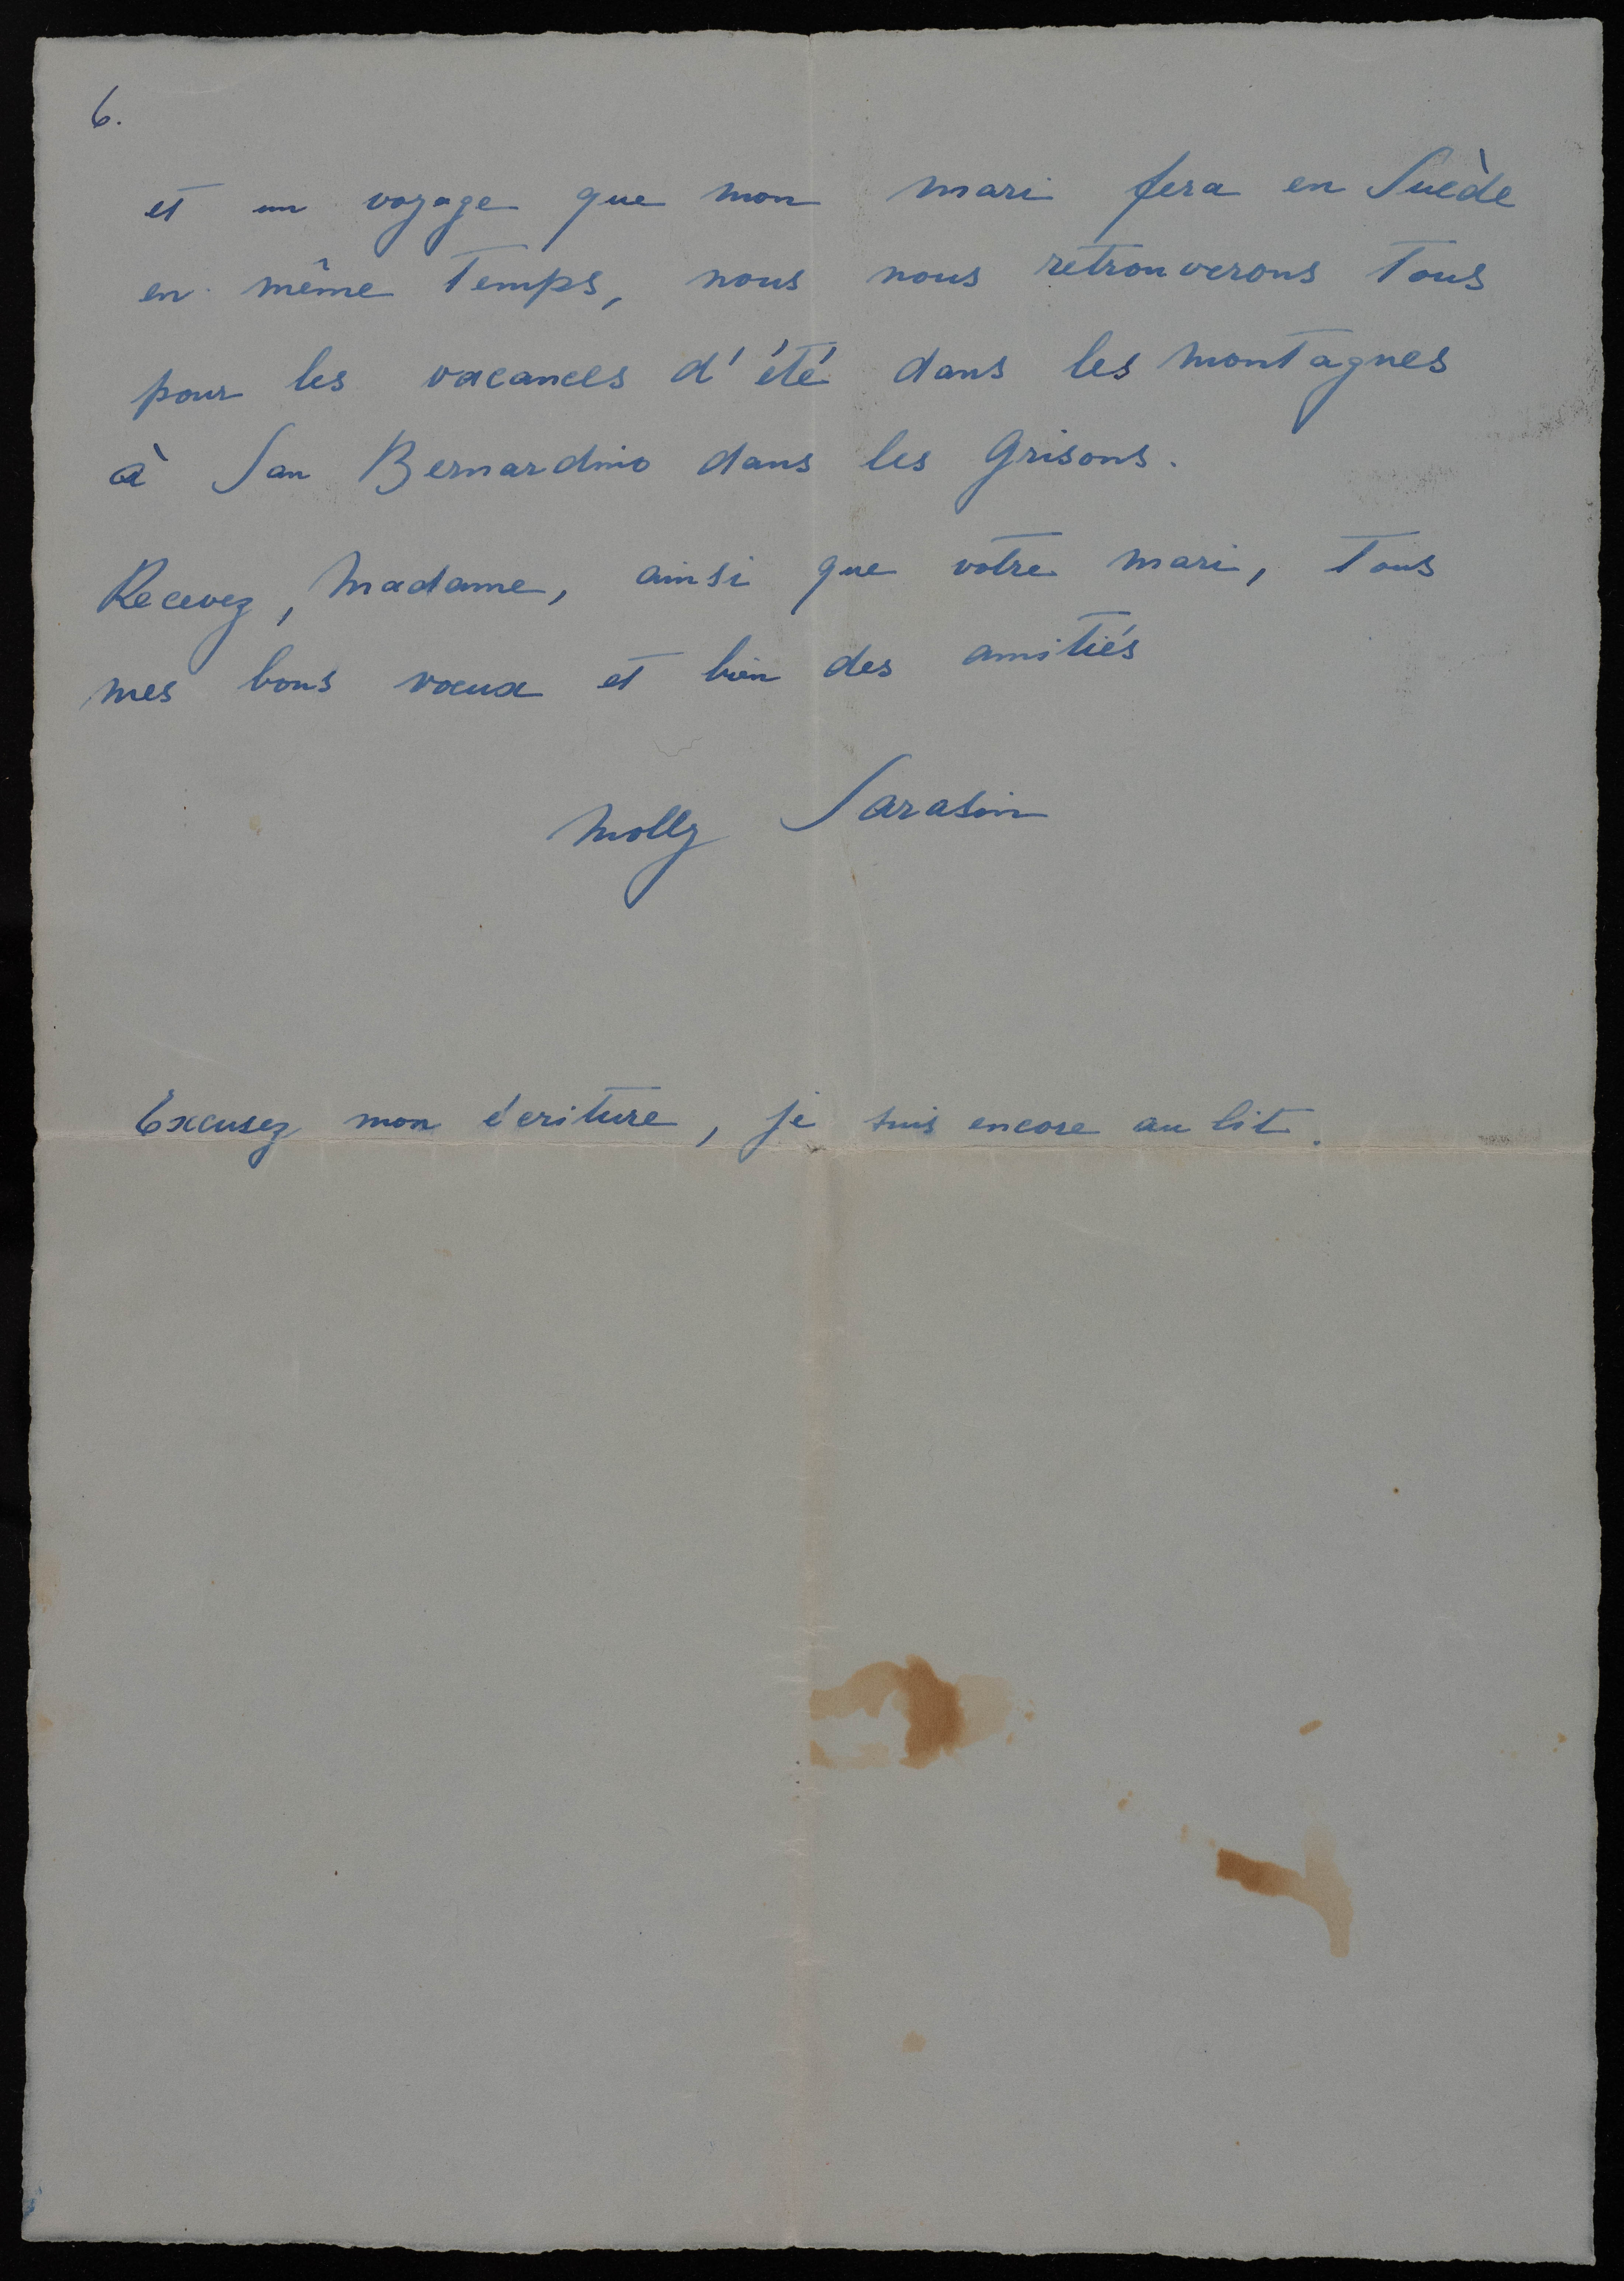 6.
et un voyage que mon mari fera en Suède
en même temps, nous nous retrouverons tous
pour les vacances d'été dans les montagnes
à San Bernardino dans les Grisons.
Recevez, Madame, ainsi que votre mari, tous
mes bons vœux et bien des amitiés
Molly Sarasin
Excusez mon écriture, je suis encore au lit.